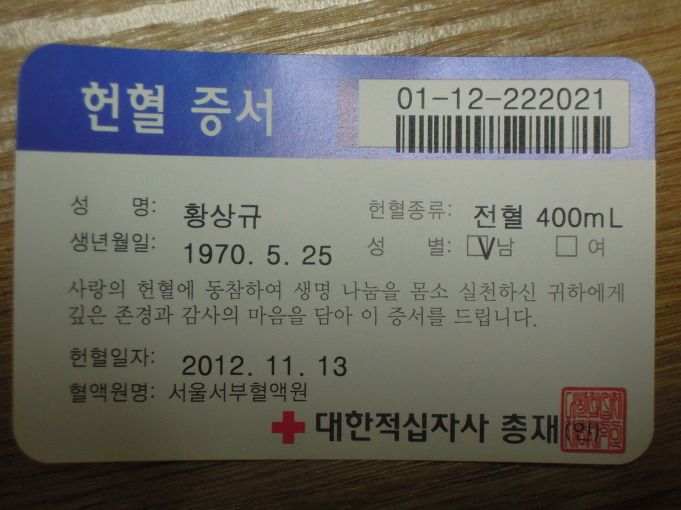 헌혈 증서
01-12-222021
성 명: 황상규
헌혈종류: 전혈 400mL
생년월일: 1970. 5. 25
성 별: ☑남 ☐여
사랑의 헌혈에 동참하여 생명 나눔을 몸소 실천하신 귀하에게
깊은 존경과 감사의 마음을 담아 이 증서를 드립니다.
헌혈일자: 2012. 11. 13
혈액원명: 서울서부혈액원
대한적십자사 총재 (인)